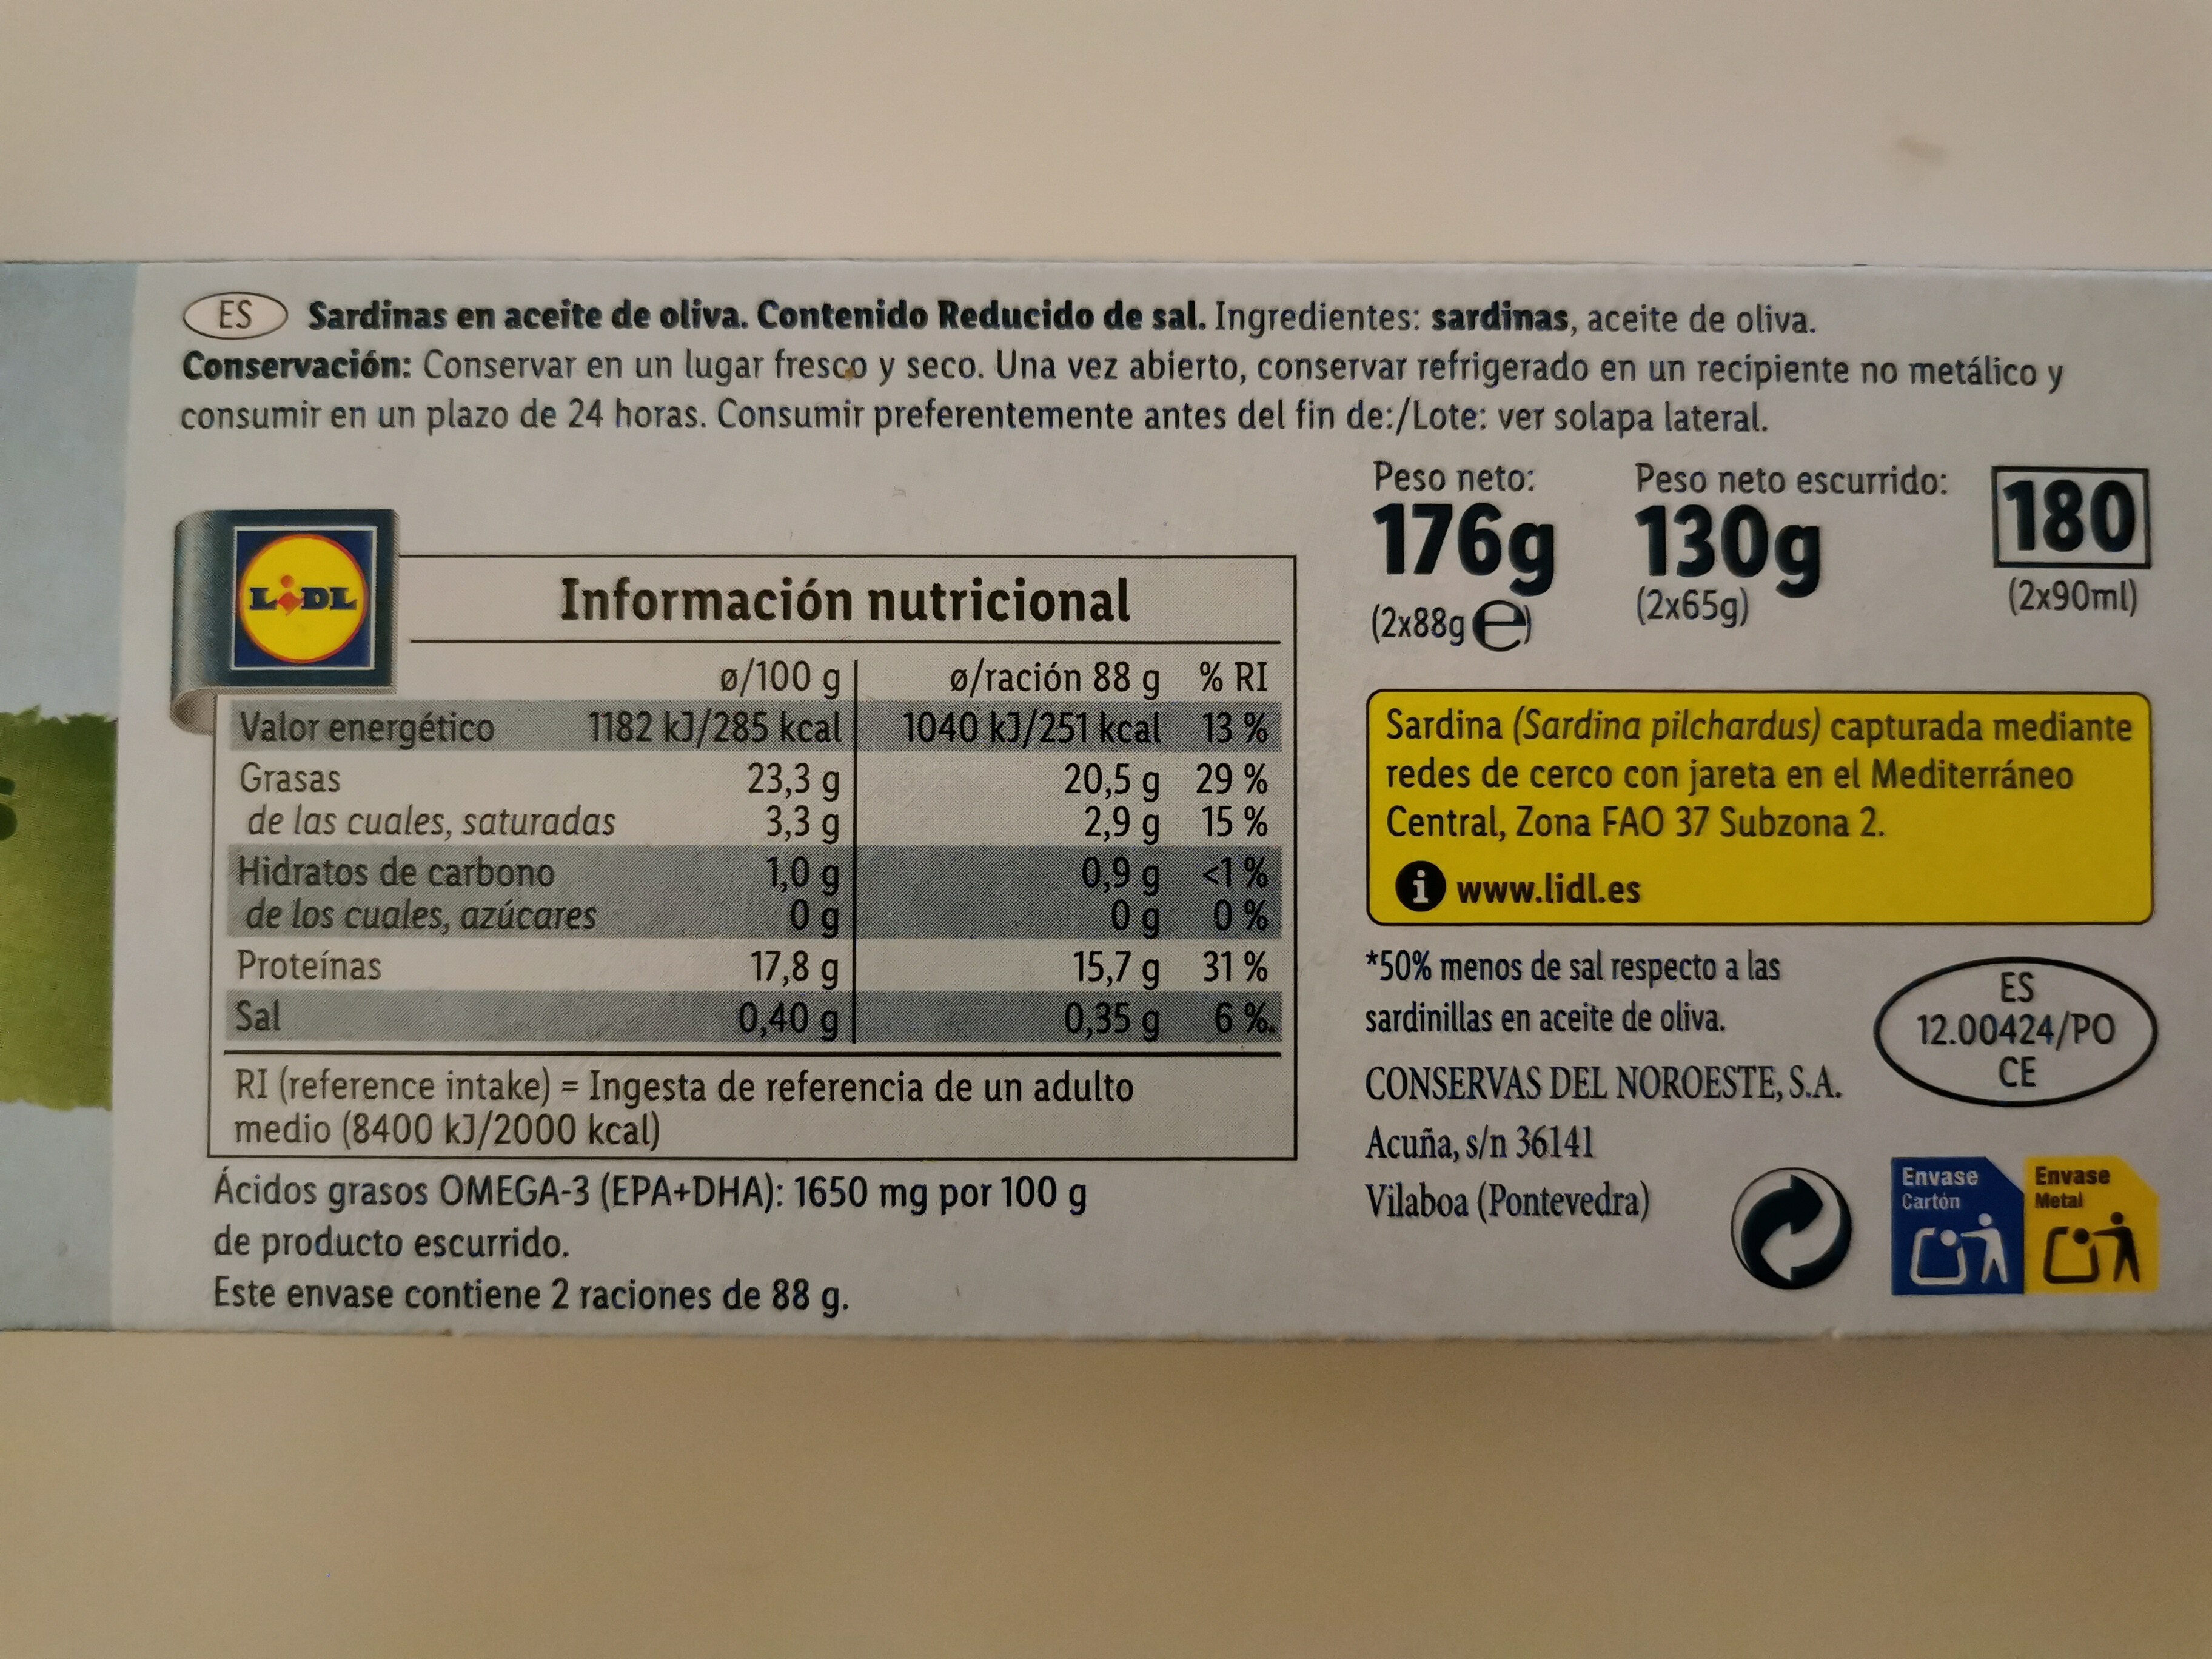 ES Sardinas en aceite de oliva. Contenido Reducido de sal. Ingredientes: sardinas, aceite de oliva.
Conservación: Conservar en un lugar fresco y seco. Una vez abierto, conservar refrigerado en un recipiente no metálico y
consumir en un plazo de 24 horas. Consumir preferentemente antes del fin de:/Lote: ver solapa lateral.
LIDL
Información nutricional
ø/100 g ø/ración 88 g % RI
Valor energético 1182 kJ/285 kcal 1040 kJ/251 kcal 13 %
Grasas 23,3 g 20,5 g 29 %
de las cuales, saturadas 3,3 g 2,9 g 15 %
Hidratos de carbono 1,0 g 0,9 g <1 %
de los cuales, azúcares 0 g 0 g 0 %
Proteínas 17,8 g 15,7 g 31 %
Sal 0,40 g 0,35 g 6 %.
RI (reference intake) = Ingesta de referencia de un adulto
medio (8400 kJ/2000 kcal)
Ácidos grasos OMEGA-3 (EPA+DHA): 1650 mg por 100 g
de producto escurrido.
Este envase contiene 2 raciones de 88 g.
Peso neto: Peso neto escurrido:
176g 130g 180
(2x88g ℮) (2x65g) (2x90ml)
Sardina (Sardina pilchardus) capturada mediante
redes de cerco con jareta en el Mediterráneo
Central, Zona FAO 37 Subzona 2.
i www.lidl.es
*50% menos de sal respecto a las
sardinillas en aceite de oliva.
CONSERVAS DEL NOROESTE, S.A.
Acuña, s/n 36141
Vilaboa (Pontevedra)
ES
12.00424/PO
CE
Envase
Cartón
Envase
Metal